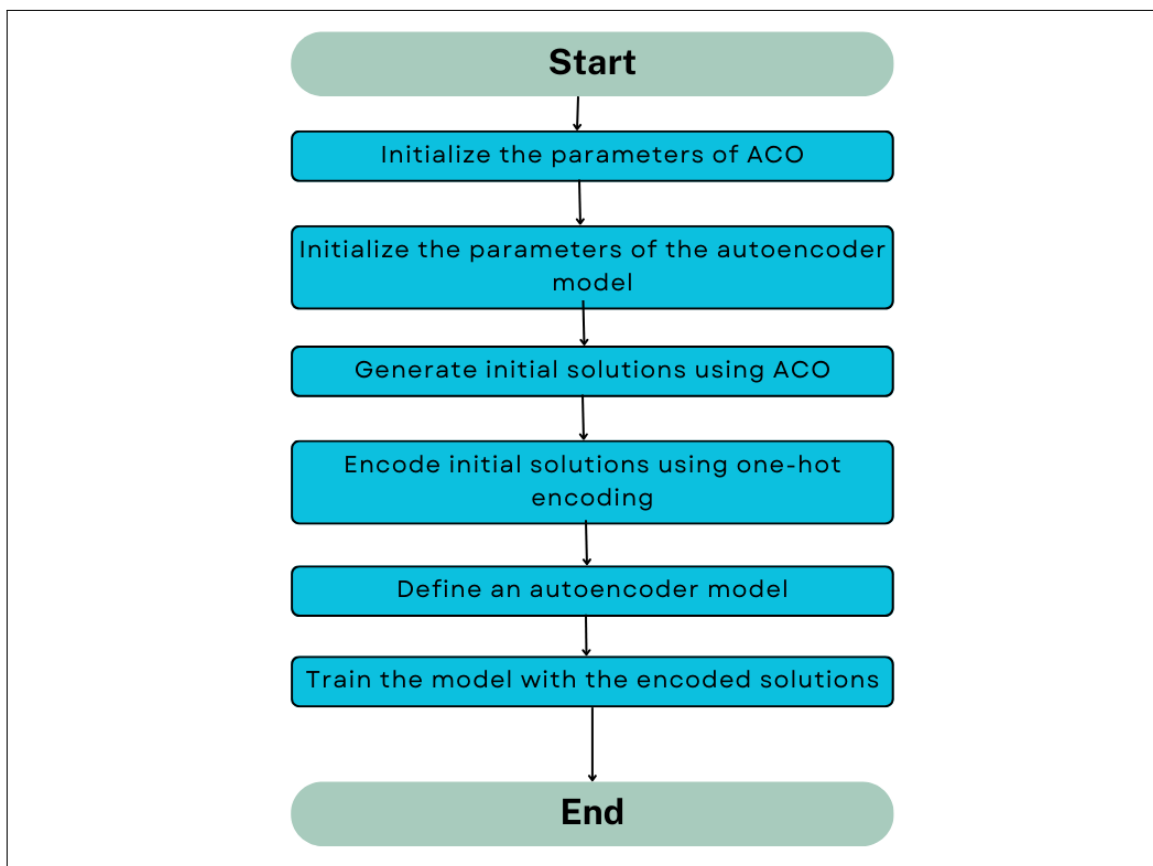 Start
Initialize the parameters of ACO
Initialize the parameters of the autoencoder
model
Generate initial solutions using ACO
Encode initial solutions using one-hot
encoding
Define an autoencoder model
Train the model with the encoded solutions
End